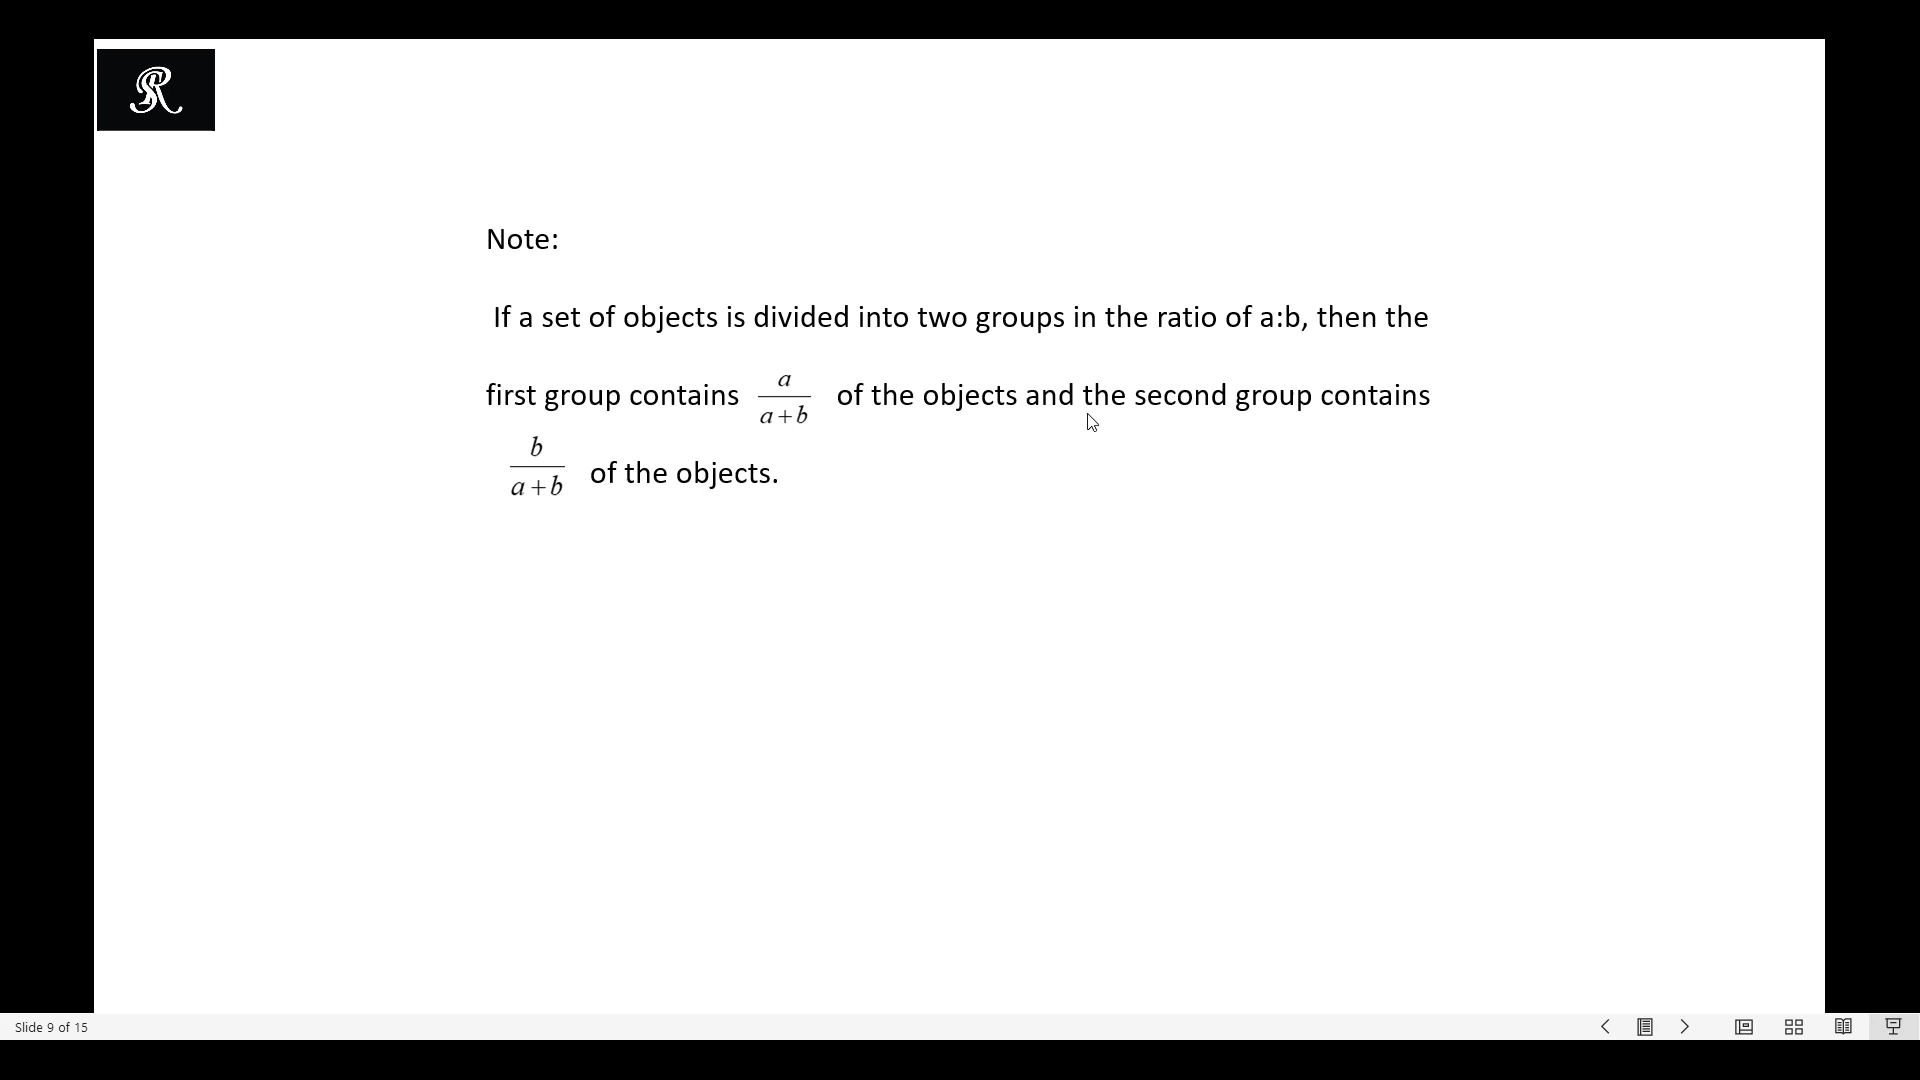 SR
Note:
If a set of objects is divided into two groups in the ratio of a:b, then the
first group contains a/(a+b) of the objects and the second group contains
b/(a+b) of the objects.
Slide 9 of 15